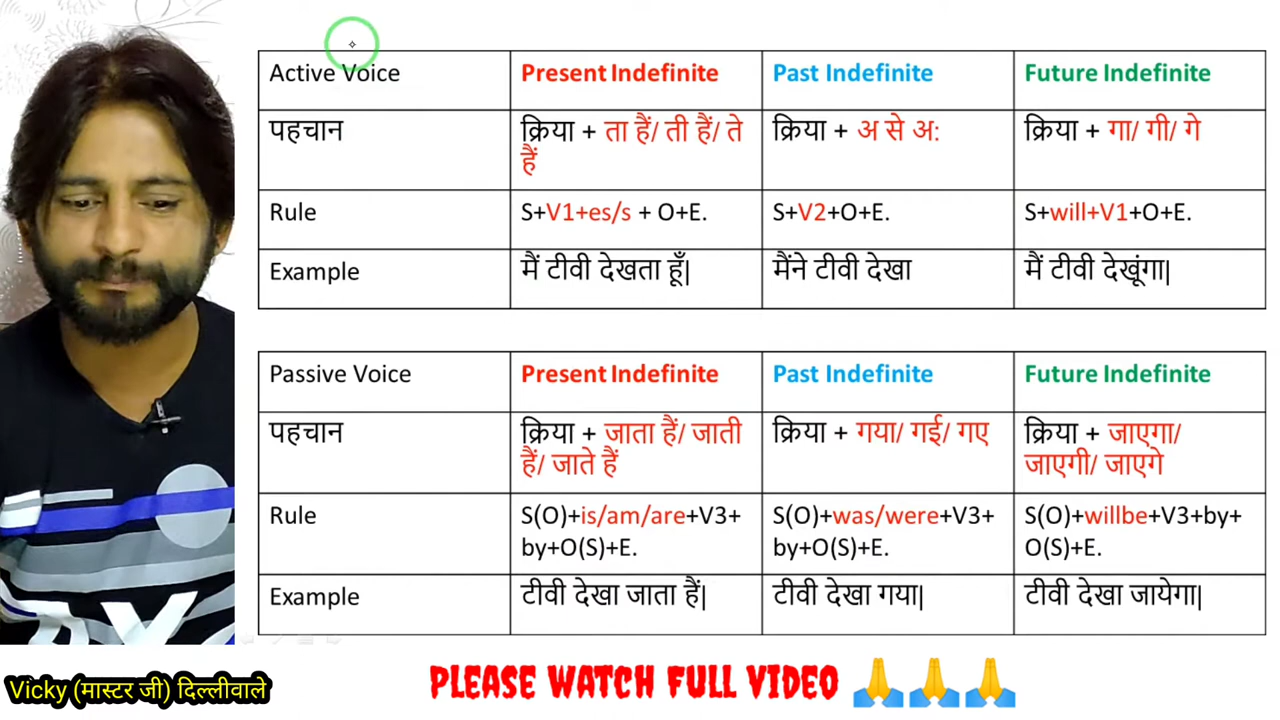 Active Voice Present Indefinite Past Indefinite Future Indefinite
पहचान क्रिया + ता हैं/ ती हैं/ ते क्रिया + अ से अ: क्रिया + गा/ गी/ गे
हैं
Rule S+V1+es/s + O+E. S+V2+O+E. S+will+V1+O+E.
Example मैं टीवी देखता हूँ| मैंने टीवी देखा मैं टीवी देखूंगा|
Passive Voice Present Indefinite Past Indefinite Future Indefinite
पहचान क्रिया + जाता हैं/ जाती क्रिया + गया/ गई/ गए क्रिया + जाएगा/
हैं/ जाते हैं जाएगी/ जाएगे
Rule S(O)+is/am/are+V3+ S(O)+was/were+V3+ S(O)+willbe+V3+by+
by+O(S)+E. by+O(S)+E. O(S)+E.
Example टीवी देखा जाता हैं| टीवी देखा गया| टीवी देखा जायेगा|
PLEASE WATCH FULL VIDEO
Vicky (मास्टर जी) दिल्लीवाले